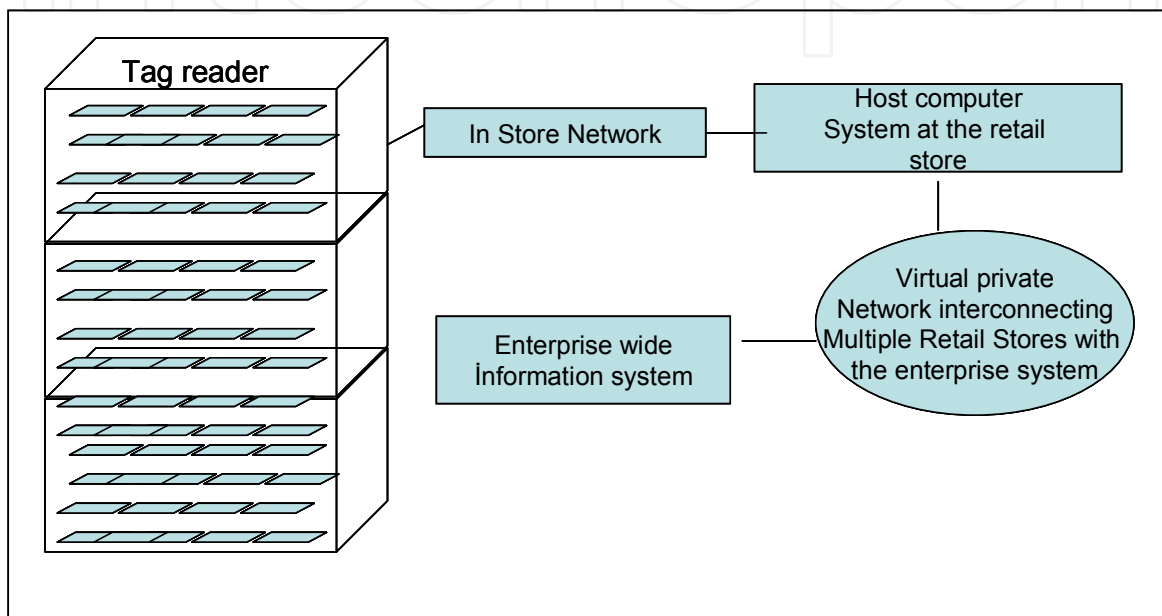 Tag reader
In Store Network
Host computer
System at the retail
store
Virtual private
Network interconnecting
Multiple Retail Stores with
the enterprise system
Enterprise wide
İnformation system